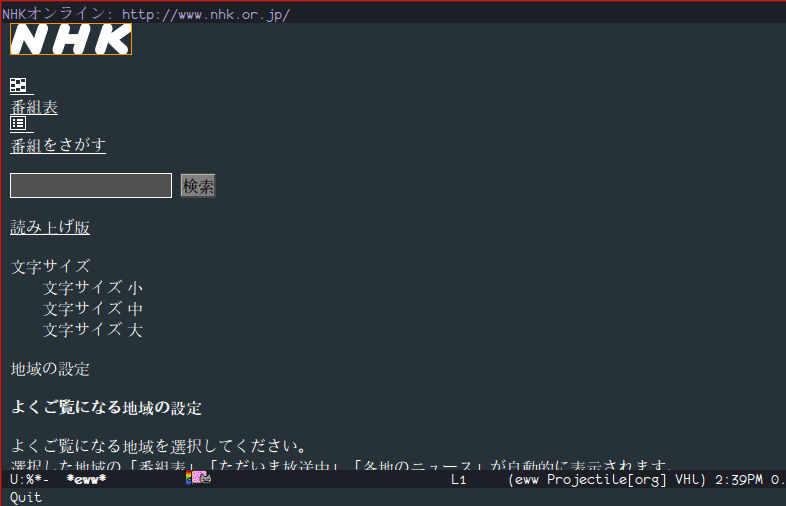 NHKオンライン: http://www.nhk.or.jp/
NHK
番組表
番組をさがす
検索
読み上げ版
文字サイズ
文字サイズ 小
文字サイズ 中
文字サイズ 大
地域の設定
よくご覧になる地域の設定
よくご覧になる地域を選択してください。
選択した地域の「番組表」「ただいま放送中」「各地のニュース」が自動的に表示されます。
U:%*-  *eww* L1 (eww Projectile[org] VHl) 2:39PM 0.
Quit